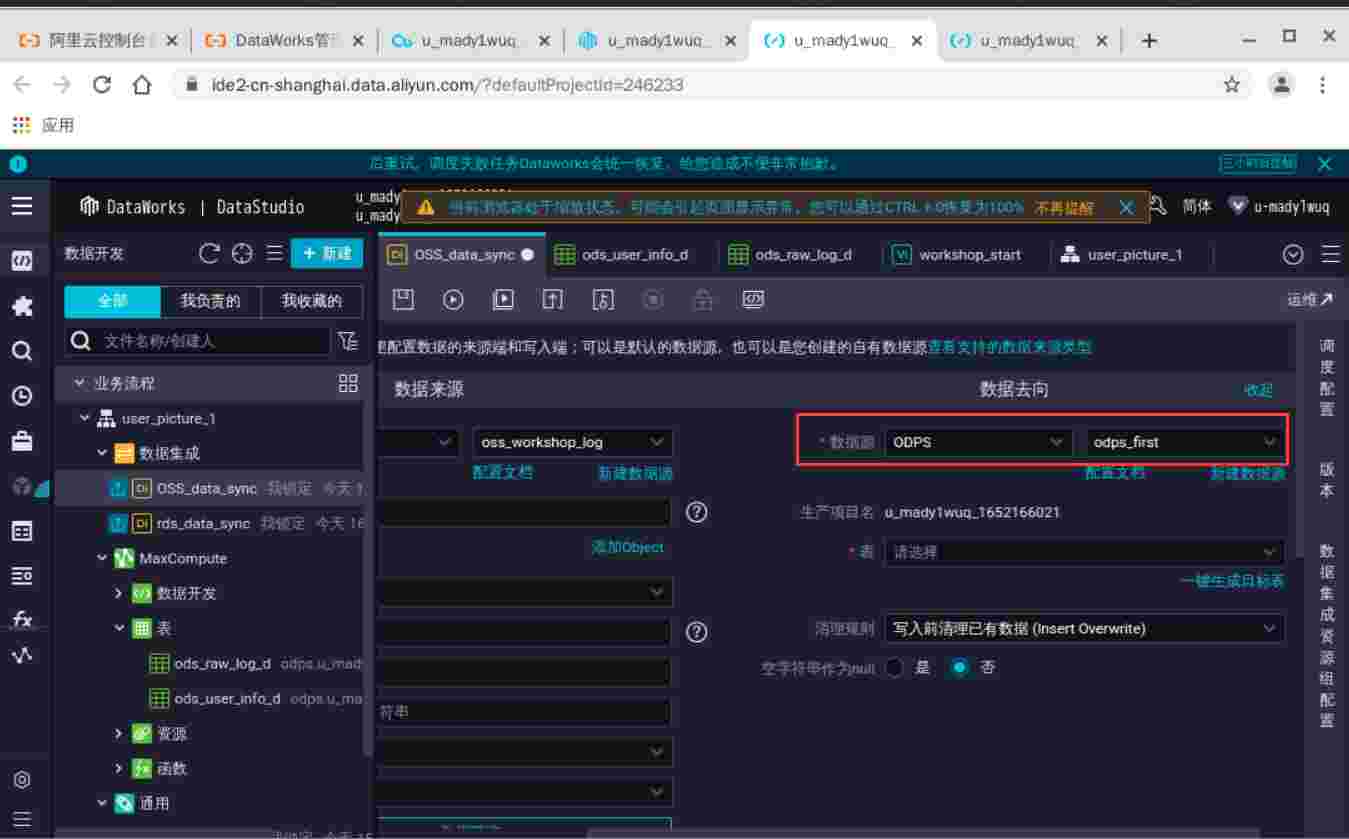 阿里云控制台
DataWorks管
u_mady1wuq_
u_mady1wuq_
u_mady1wuq_
u_mady1wuq_
ide2-cn-shanghai.data.aliyun.com/?defaultProjectId=246233
应用
后重试。调度失败任务Dataworks会统一恢复，给您造成不便非常抱歉。
DataWorks | DataStudio
u_mady
u_mady
当前浏览器处于缩放状态，可能会引起页面显示异常，您可以通过CTRL + 0恢复为100%
不再提醒
简体
u-mady1wuq
数据开发
+ 新建
OSS_data_sync
ods_user_info_d
ods_raw_log_d
workshop_start
user_picture_1
全部
我负责的
我收藏的
运维
文件名称/创建人
配置数据的来源端和写入端；可以是默认的数据源，也可以是您创建的自有数据源查看支持的数据来源类型
业务流程
数据来源
数据去向
收起
user_picture_1
数据集成
OSS_data_sync 我锁定 今天 1
rds_data_sync 我锁定 今天 16
MaxCompute
数据开发
表
ods_raw_log_d odps.u_mad
ods_user_info_d odps.u_ma
资源
函数
通用
oss_workshop_log
配置文档
新建数据源
添加Object
符串
* 数据源
ODPS
odps_first
配置文档
新建数据源
生产项目名 u_mady1wuq_1652166021
* 表
请选择
一键生成目标表
清理规则
写入前清理已有数据 (Insert Overwrite)
空字符串作为null
是
否
调度配置
版本
数据集成资源组配置